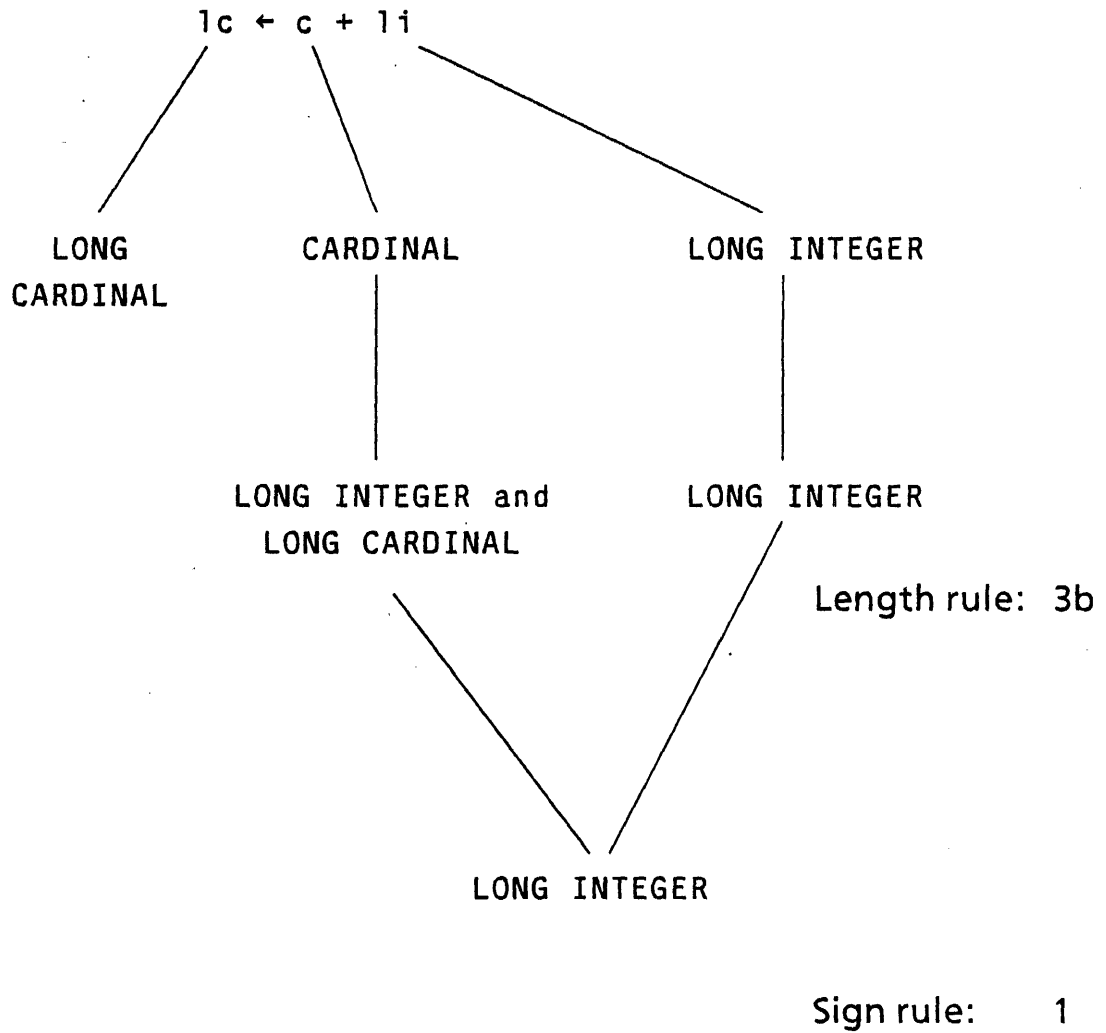 lc ← c + li
LONG CARDINAL LONG INTEGER
CARDINAL
LONG INTEGER and LONG INTEGER
LONG CARDINAL
Length rule: 3b
LONG INTEGER
Sign rule: 1